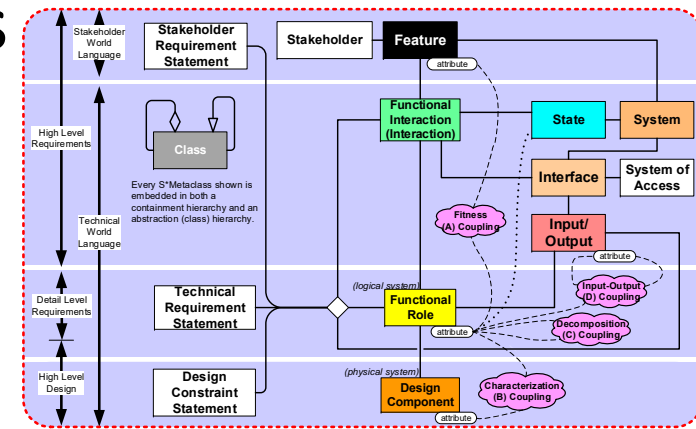 S
Stakeholder
World
Language
Stakeholder
Requirement
Statement
Stakeholder
Feature
attribute
High Level
Requirements
Class
Every S*Metaclass shown is
embedded in both a
containment hierarchy and an
abstraction (class) hierarchy.
Functional
Interaction
(Interaction)
State
System
Interface
System of
Access
Technical
World
Language
Fitness
(A) Coupling
Input/
Output
attribute
Detail Level
Requirements
Technical
Requirement
Statement
(logical system)
Functional
Role
attribute
Input-Output
(D) Coupling
Decomposition
(C) Coupling
High Level
Design
Design
Constraint
Statement
(physical system)
Design
Component
attribute
Characterization
(B) Coupling